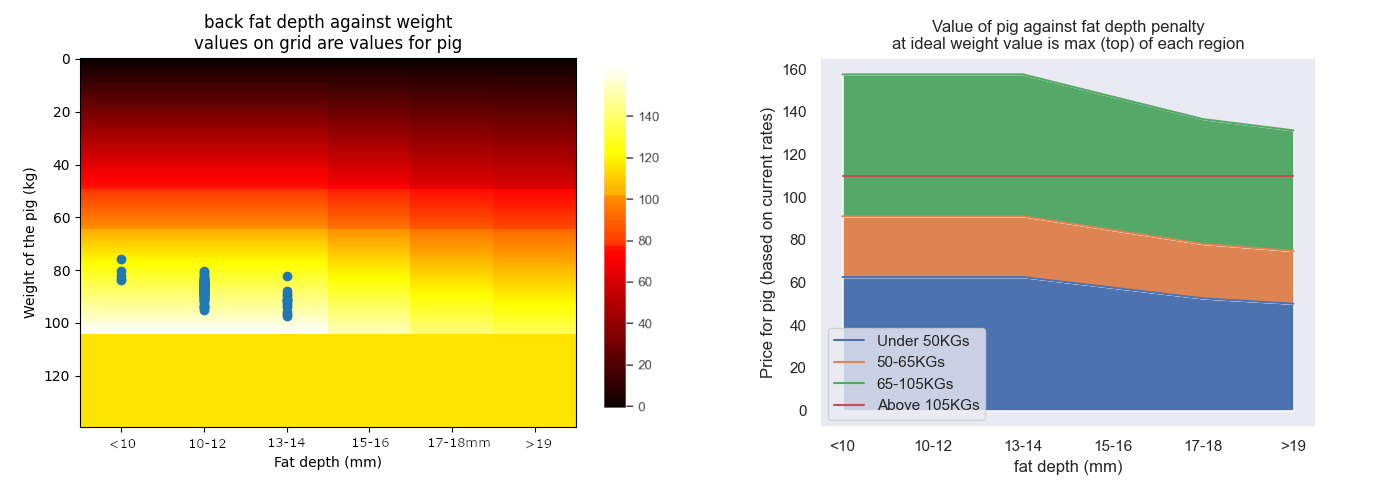 back fat depth against weight
values on grid are values for pig
0
20
40
60
80
100
120
Weight of the pig (kg)
<10
10-12
13-14
15-16
17-18mm
>19
Fat depth (mm)
140
120
100
80
60
40
20
0
Value of pig against fat depth penalty
at ideal weight value is max (top) of each region
160
140
120
100
80
60
40
20
0
Price for pig (based on current rates)
Under 50KGs
50-65KGs
65-105KGs
Above 105KGs
<10
10-12
13-14
15-16
17-18
>19
fat depth (mm)